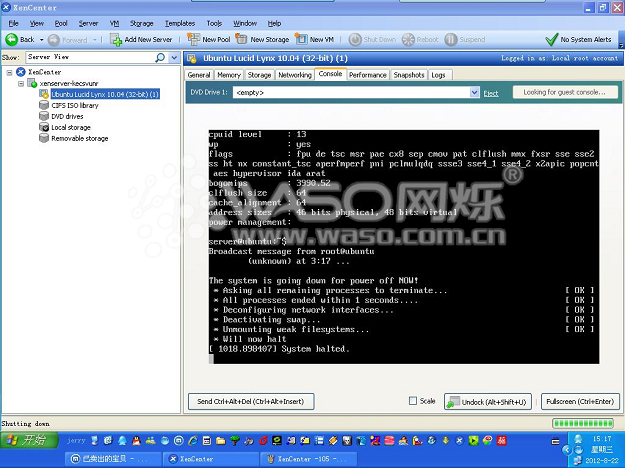 XenCenter
File View Pool Server VM Storage Templates Tools Window Help
Back Forward Add New Server New Pool New Storage New VM Shut Down Reboot Suspend No System Alerts
Show: Server View
Ubuntu Lucid Lynx 10.04 (32-bit) (1) Logged in as: Local root account
XenCenter
xenserver-kecsvunr
Ubuntu Lucid Lynx 10.04 (32-bit) (1)
CIFS ISO library
DVD drives
Local storage
Removable storage
General Memory Storage Networking Console Performance Snapshots Logs
DVD Drive 1: <empty> Eject Looking for guest console...
cpuid level : 13
wp : yes
flags : fpu de tsc msr pae cx8 sep cmov pat clflush mmx fxsr sse sse2
ss ht nx constant_tsc aperfmperf pni pclmulqdq ssse3 sse4_1 sse4_2 x2apic popcnt
aes hypervisor ida arat
bogomips : 3990.52
clflush size : 64
cache_alignment : 64
address sizes : 46 bits physical, 48 bits virtual
power management:
server@ubuntu:~$
Broadcast message from root@ubuntu
(unknown) at 3:17 ...
The system is going down for power off NOW!
* Asking all remaining processes to terminate... [ OK ]
* All processes ended within 1 seconds.... [ OK ]
* Deconfiguring network interfaces... [ OK ]
* Deactivating swap... [ OK ]
* Unmounting weak filesystems... [ OK ]
* Will now halt
[ 1018.898407] System halted.
WASO网烁®
www.waso.com.cn
Send Ctrl+Alt+Del (Ctrl+Alt+Insert) Scale Undock (Alt+Shift+U) Fullscreen (Ctrl+Enter)
Shutting down
开始 jerry
15:17
星期三
2012-8-22
已卖出的宝贝 - ... XenCenter XenCenter -105 - ...